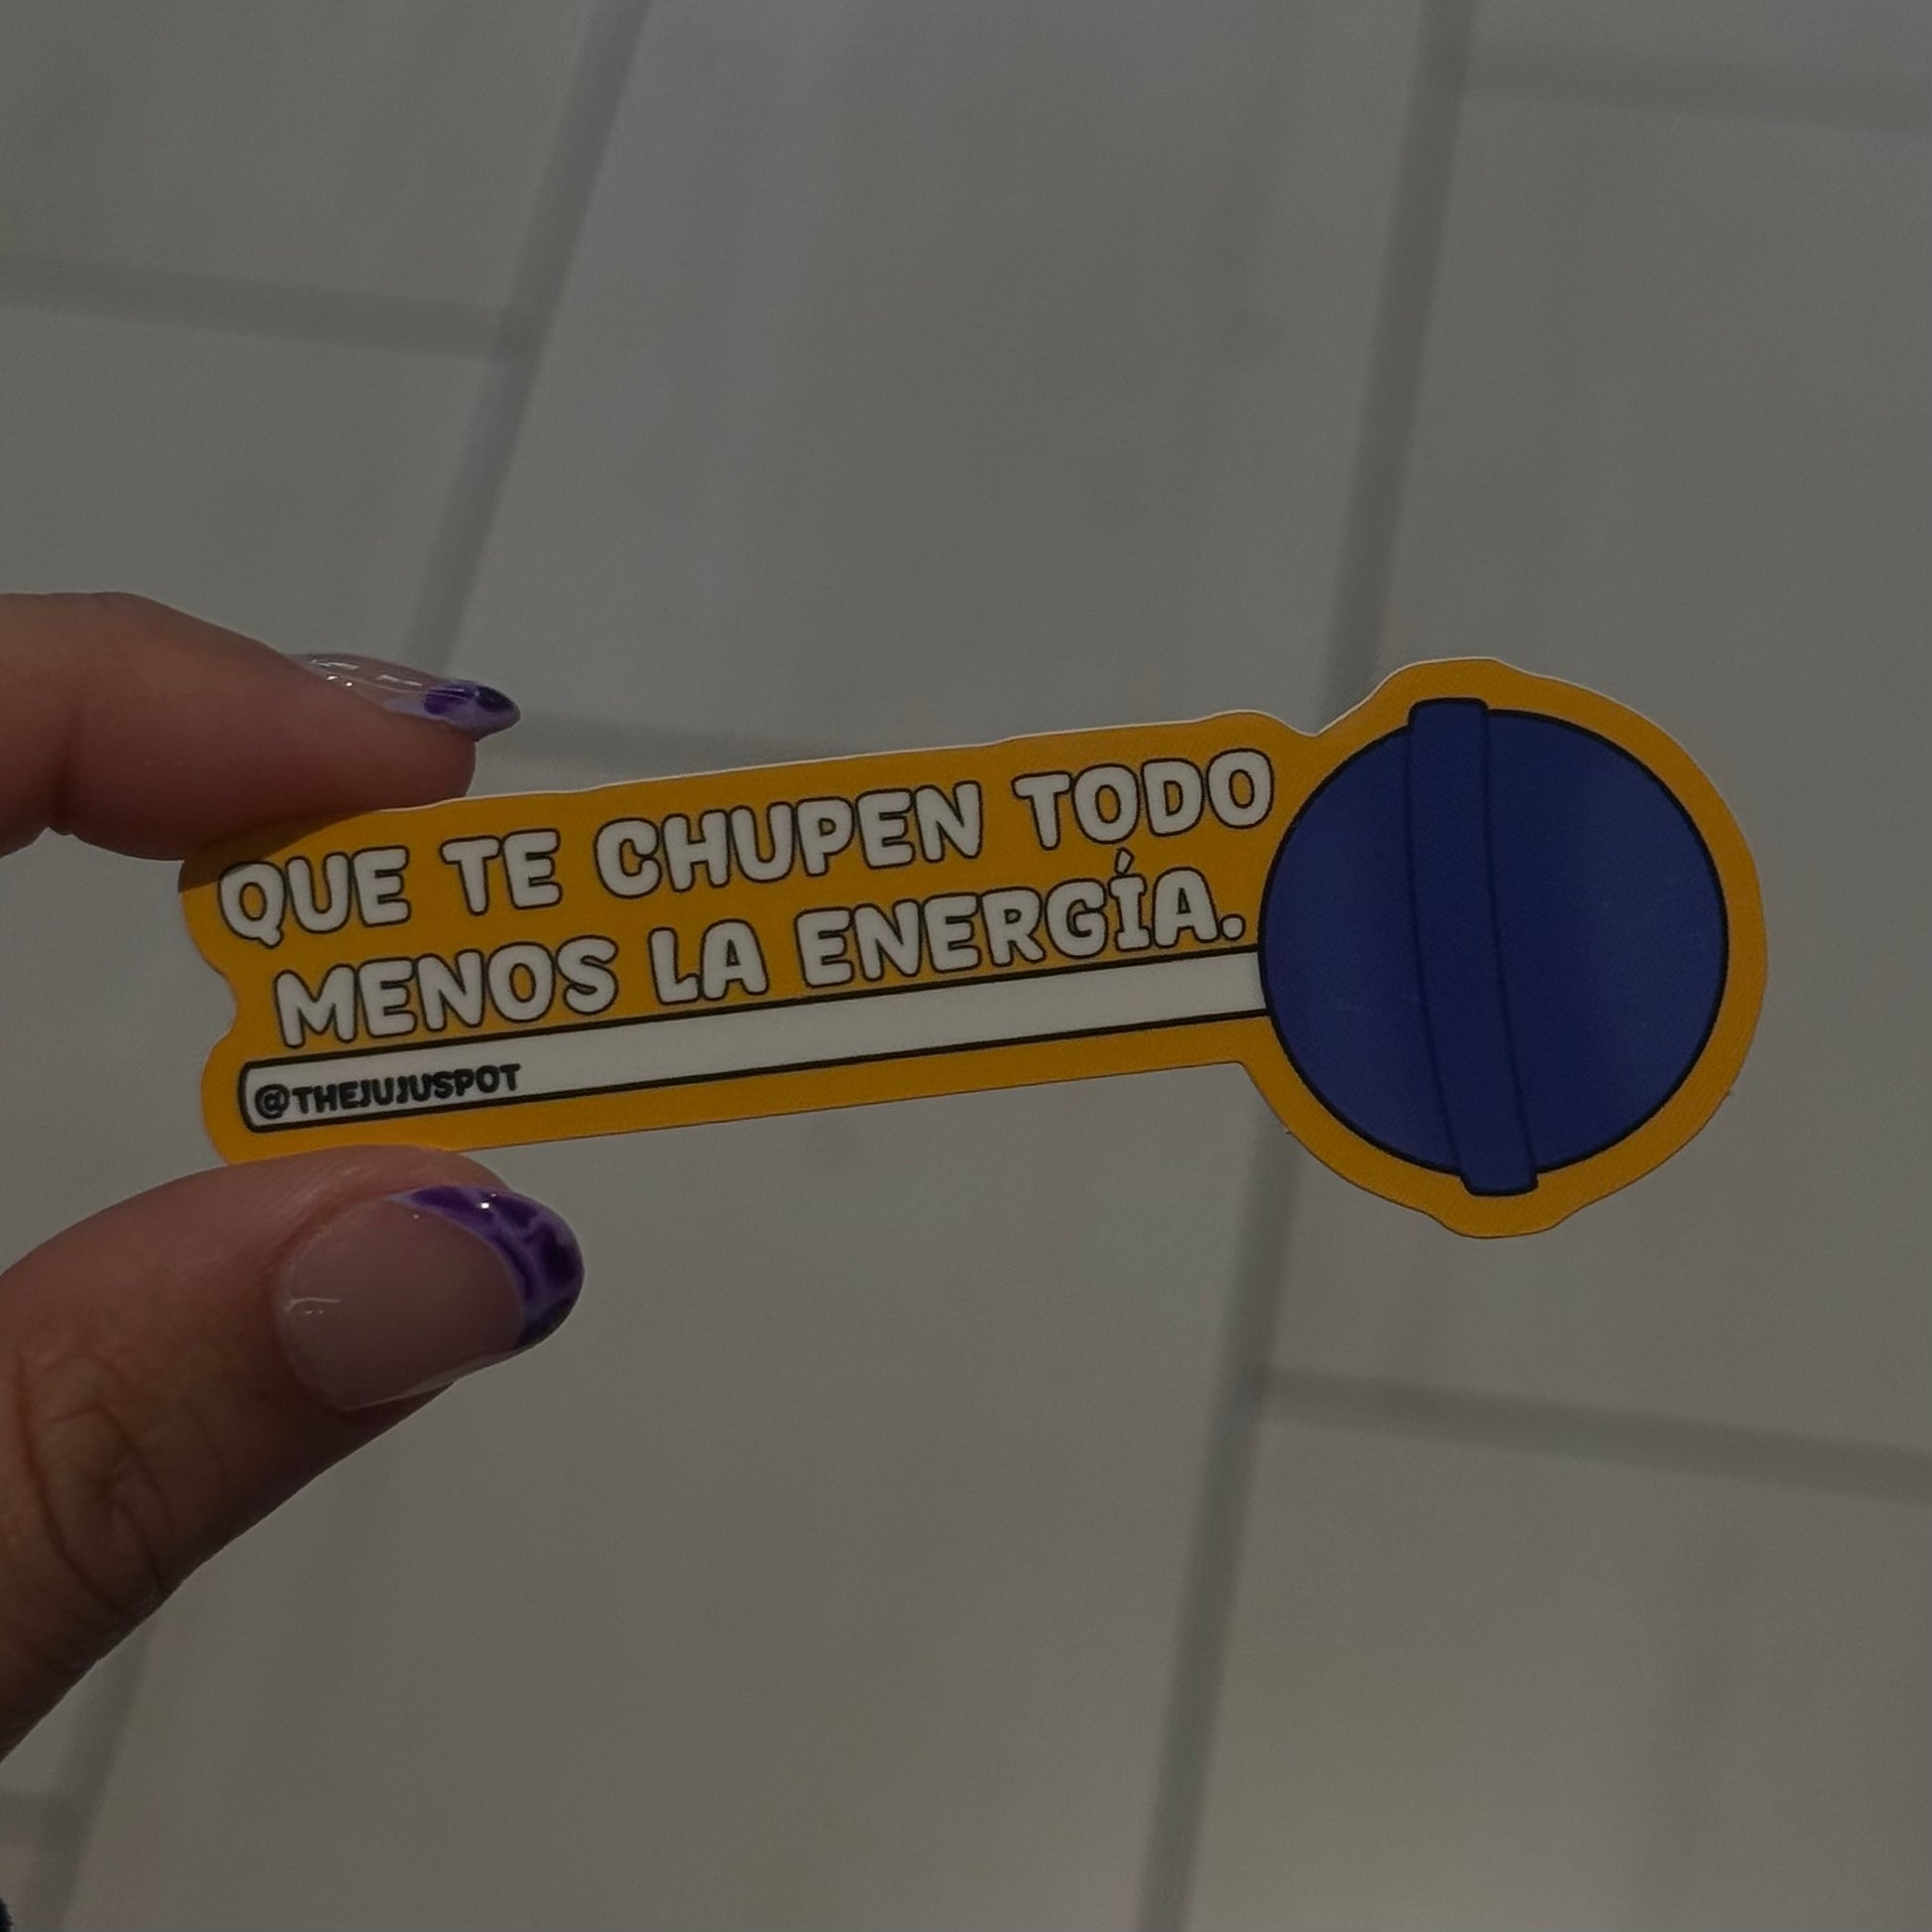 QUE TE CHUPEN TODO
MENOS LA ENERGÍA.
@THEJUJUSPOT